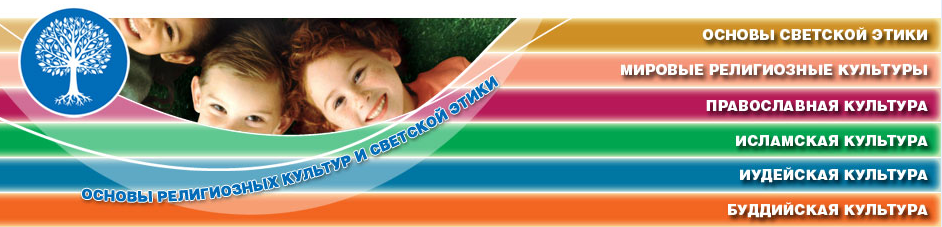 ОСНОВЫ РЕЛИГИОЗНЫХ КУЛЬТУР И СВЕТСКОЙ ЭТИКИ
ОСНОВЫ СВЕТСКОЙ ЭТИКИ
МИРОВЫЕ РЕЛИГИОЗНЫЕ КУЛЬТУРЫ
ПРАВОСЛАВНАЯ КУЛЬТУРА
ИСЛАМСКАЯ КУЛЬТУРА
ИУДЕЙСКАЯ КУЛЬТУРА
БУДДИЙСКАЯ КУЛЬТУРА